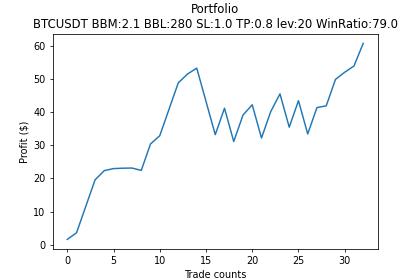 Portfolio
BTCUSDT BBM:2.1 BBL:280 SL:1.0 TP:0.8 lev:20 WinRatio:79.0
60
50
40
30
20
10
0
Profit ($)
0 5 10 15 20 25 30
Trade counts